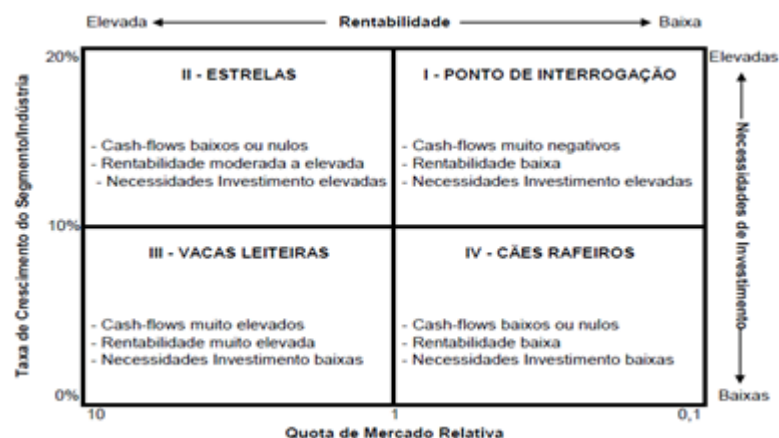 Elevada Rentabilidade Baixa
20%
Elevadas
II - ESTRELAS
I - PONTO DE INTERROGAÇÃO
- Cash-flows baixos ou nulos
- Rentabilidade moderada a elevada
- Necessidades Investimento elevadas
- Cash-flows muito negativos
- Rentabilidade baixa
- Necessidades Investimento elevadas
Taxa de Crescimento do Segmento/Indústria
Necessidades de Investimento
10%
III - VACAS LEITEIRAS
IV - CÃES RAFEIROS
- Cash-flows muito elevados
- Rentabilidade muito elevada
- Necessidades Investimento baixas
- Cash-flows baixos ou nulos
- Rentabilidade baixa
- Necessidades Investimento baixas
0%
Baixas
10 1 0,1
Quota de Mercado Relativa